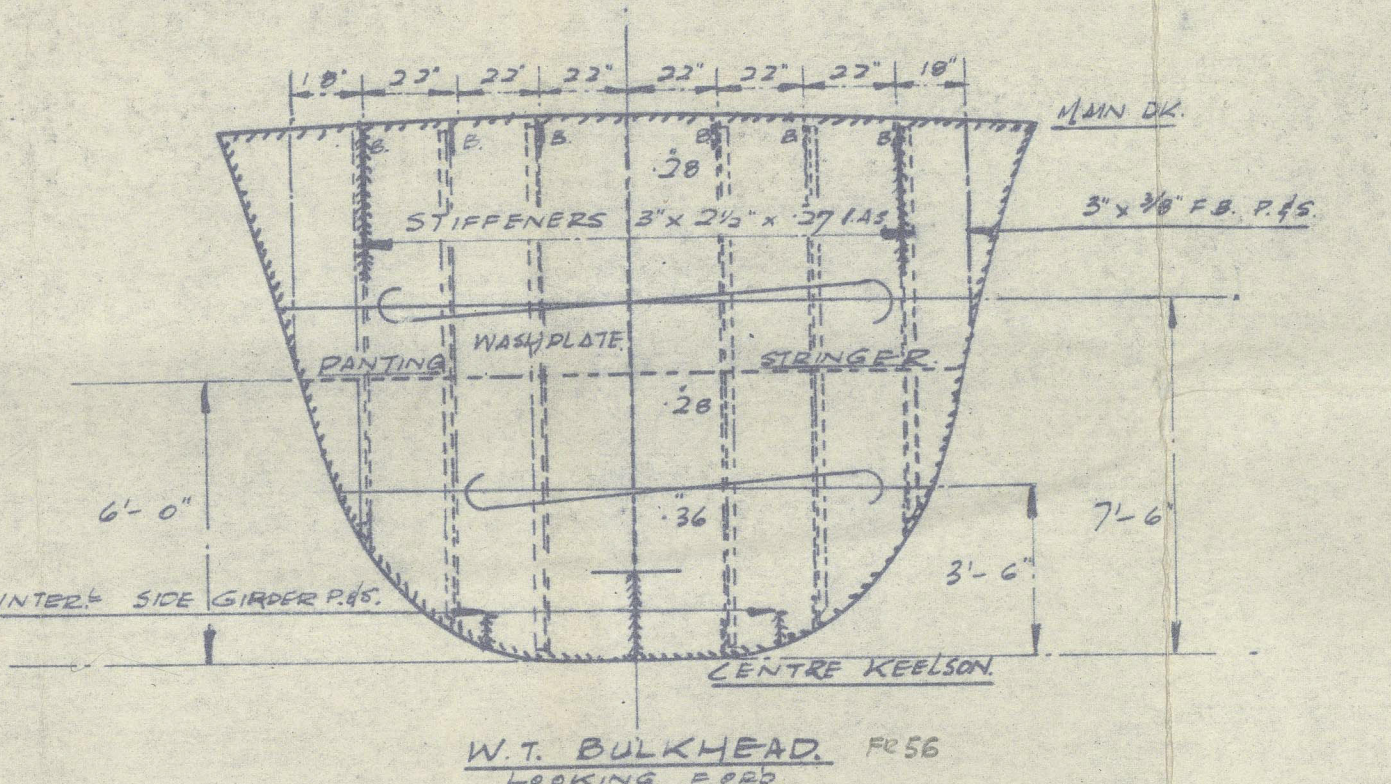 18" 22" 22" 22" 22" 22" 22" 18"
MAIN DK.
B. B. B. B. B. B.
.28"
3" x 3/8" F.B. P.&S.
STIFFENERS 3" x 2½" x .27 I.AS
WASHPLATE
PANTING STRINGER.
.28"
6'-0"
.36"
7'-6"
3'-6"
INTER.L SIDE GIRDER P.&S.
CENTRE KEELSON.
W.T. BULKHEAD. FR 56
LOOKING FOR'D